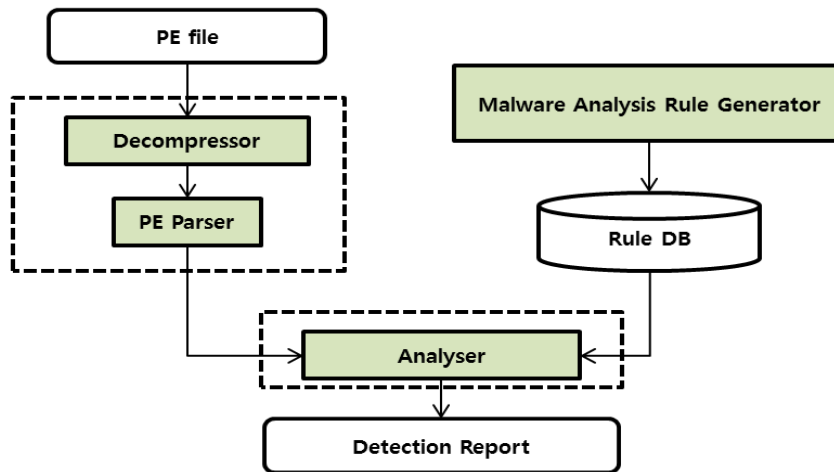 PE file
Malware Analysis Rule Generator
Decompressor
PE Parser
Rule DB
Analyser
Detection Report